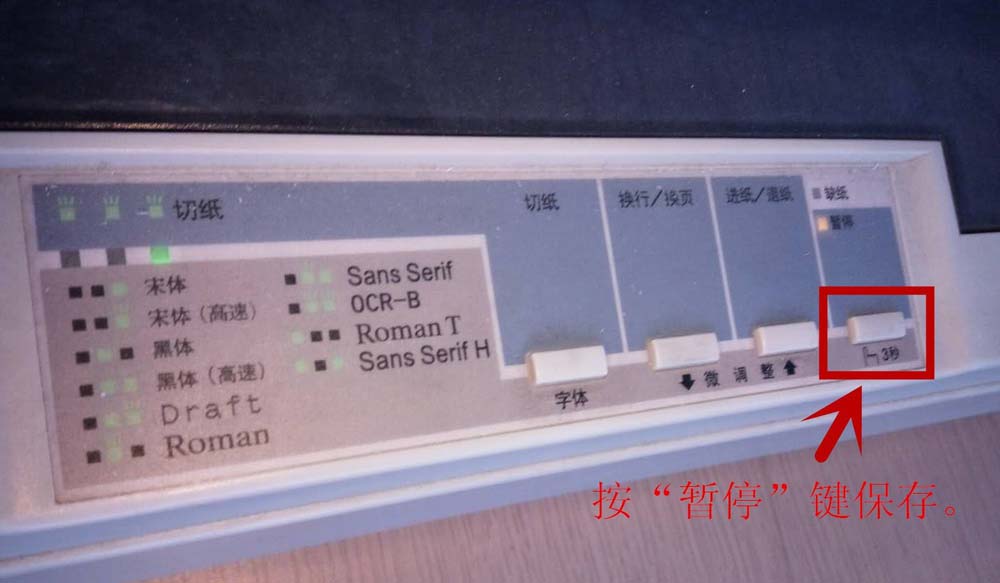 切纸
宋体
宋体（高速）
黑体
黑体（高速）
Draft
Roman
Sans Serif
OCR-B
Roman T
Sans Serif H
切纸
字体
换行/换页
进纸/退纸
微调整
缺纸
暂停
3秒
按“暂停”键保存。